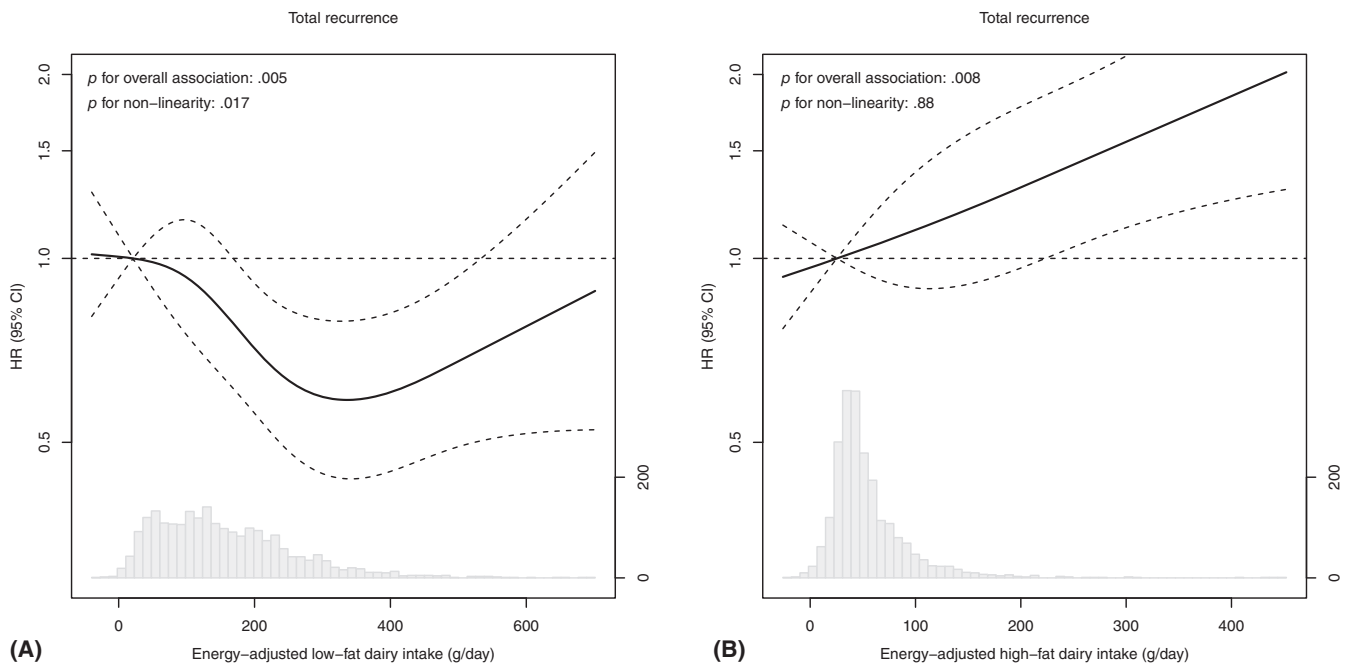 Total recurrence
p for overall association: .005
p for non−linearity: .017
HR (95% CI)
2.0
1.5
1.0
0.5
200
0
0
200
400
600
(A)
Energy−adjusted low−fat dairy intake (g/day)
Total recurrence
p for overall association: .008
p for non−linearity: .88
HR (95% CI)
2.0
1.5
1.0
0.5
200
0
0
100
200
300
400
(B)
Energy−adjusted high−fat dairy intake (g/day)